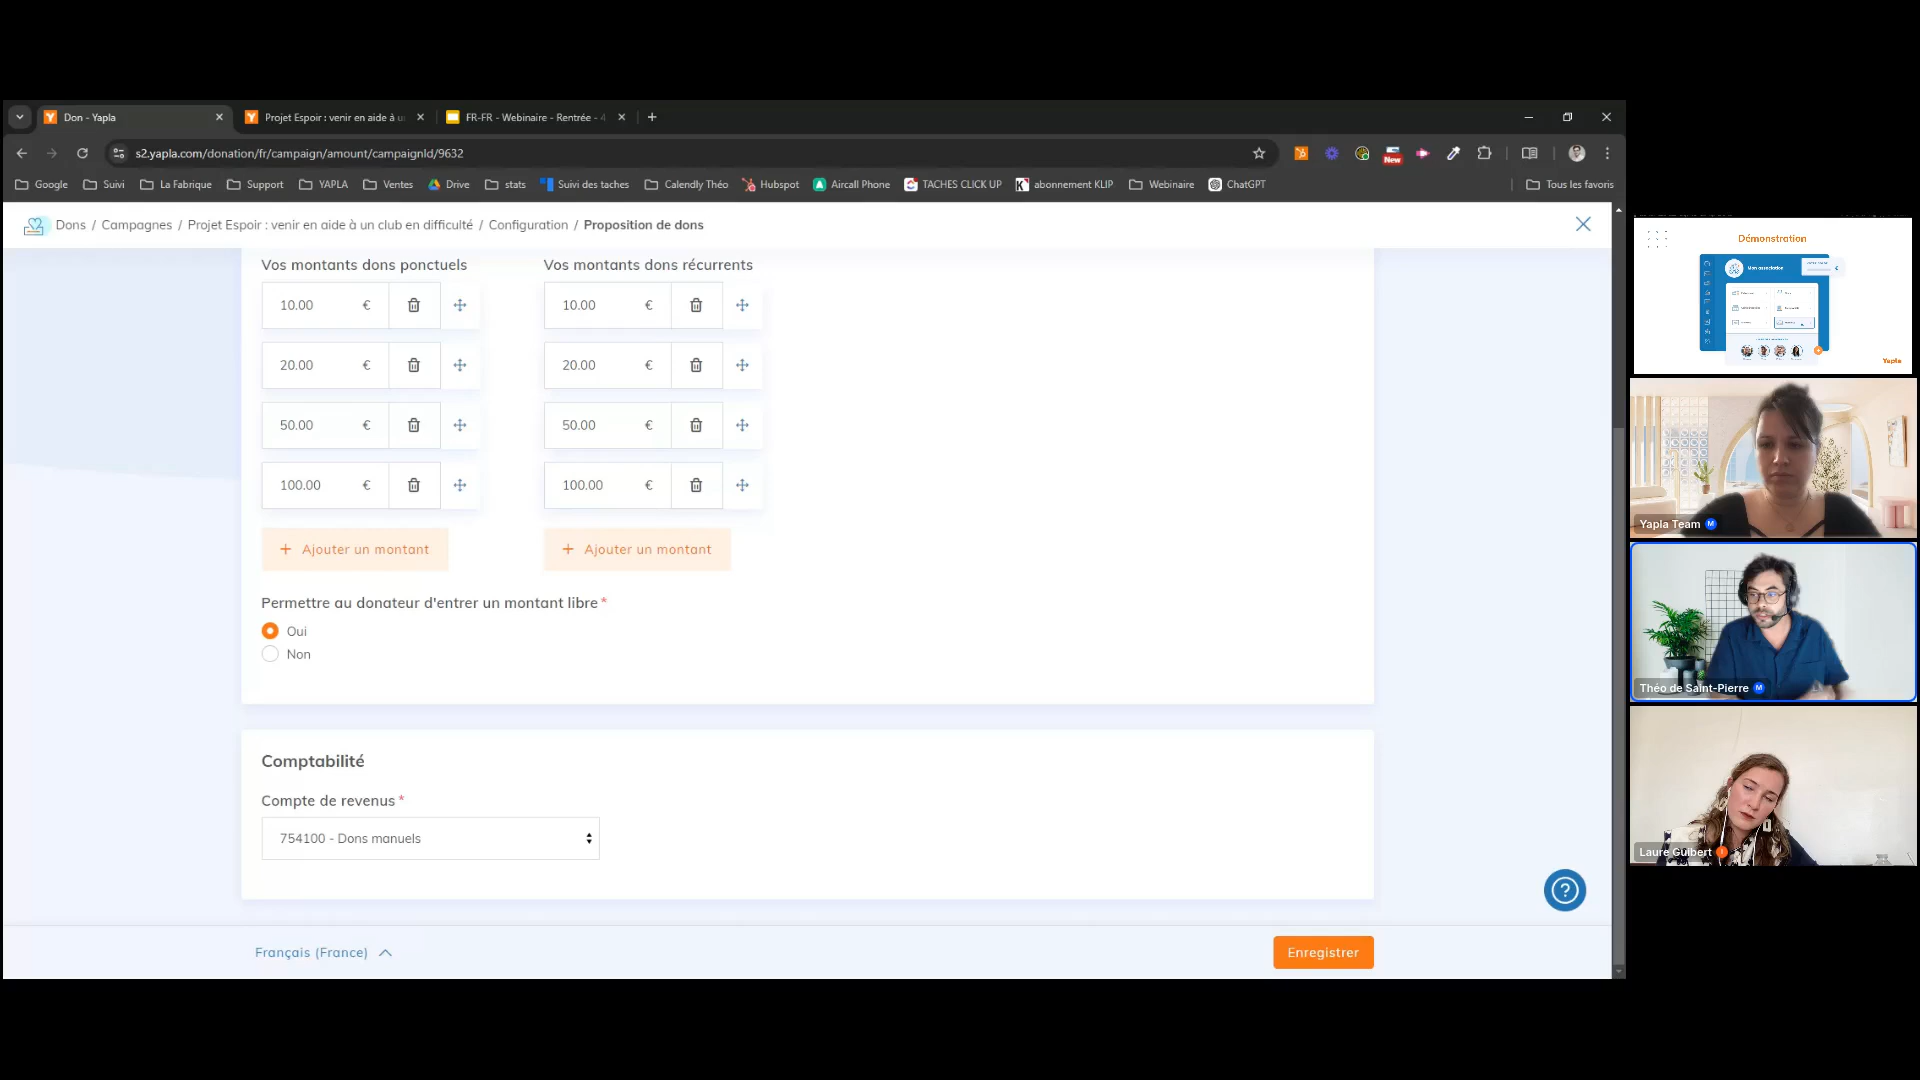 Don - Yapla
Projet Espoir : venir en aide à u
FR-FR - Webinaire - Rentrée - 4
s2.yapla.com/donation/fr/campaign/amount/campaignId/9632
New
Google
Suivi
La Fabrique
Support
YAPLA
Ventes
Drive
stats
Suivi des taches
Calendly Théo
Hubspot
Aircall Phone
TACHES CLICK UP
abonnement KLIP
Webinaire
ChatGPT
Tous les favoris
Dons / Campagnes / Projet Espoir : venir en aide à un club en difficulté / Configuration / Proposition de dons
Vos montants dons ponctuels
10.00 €
20.00 €
50.00 €
100.00 €
+ Ajouter un montant
Vos montants dons récurrents
10.00 €
20.00 €
50.00 €
100.00 €
+ Ajouter un montant
Permettre au donateur d'entrer un montant libre *
Oui
Non
Comptabilité
Compte de revenus *
754100 - Dons manuels
?
Français (France)
Enregistrer
Démonstration
Mon association
Yapla
Yapla Team M
Théo de Saint-Pierre M
Laure Guibert